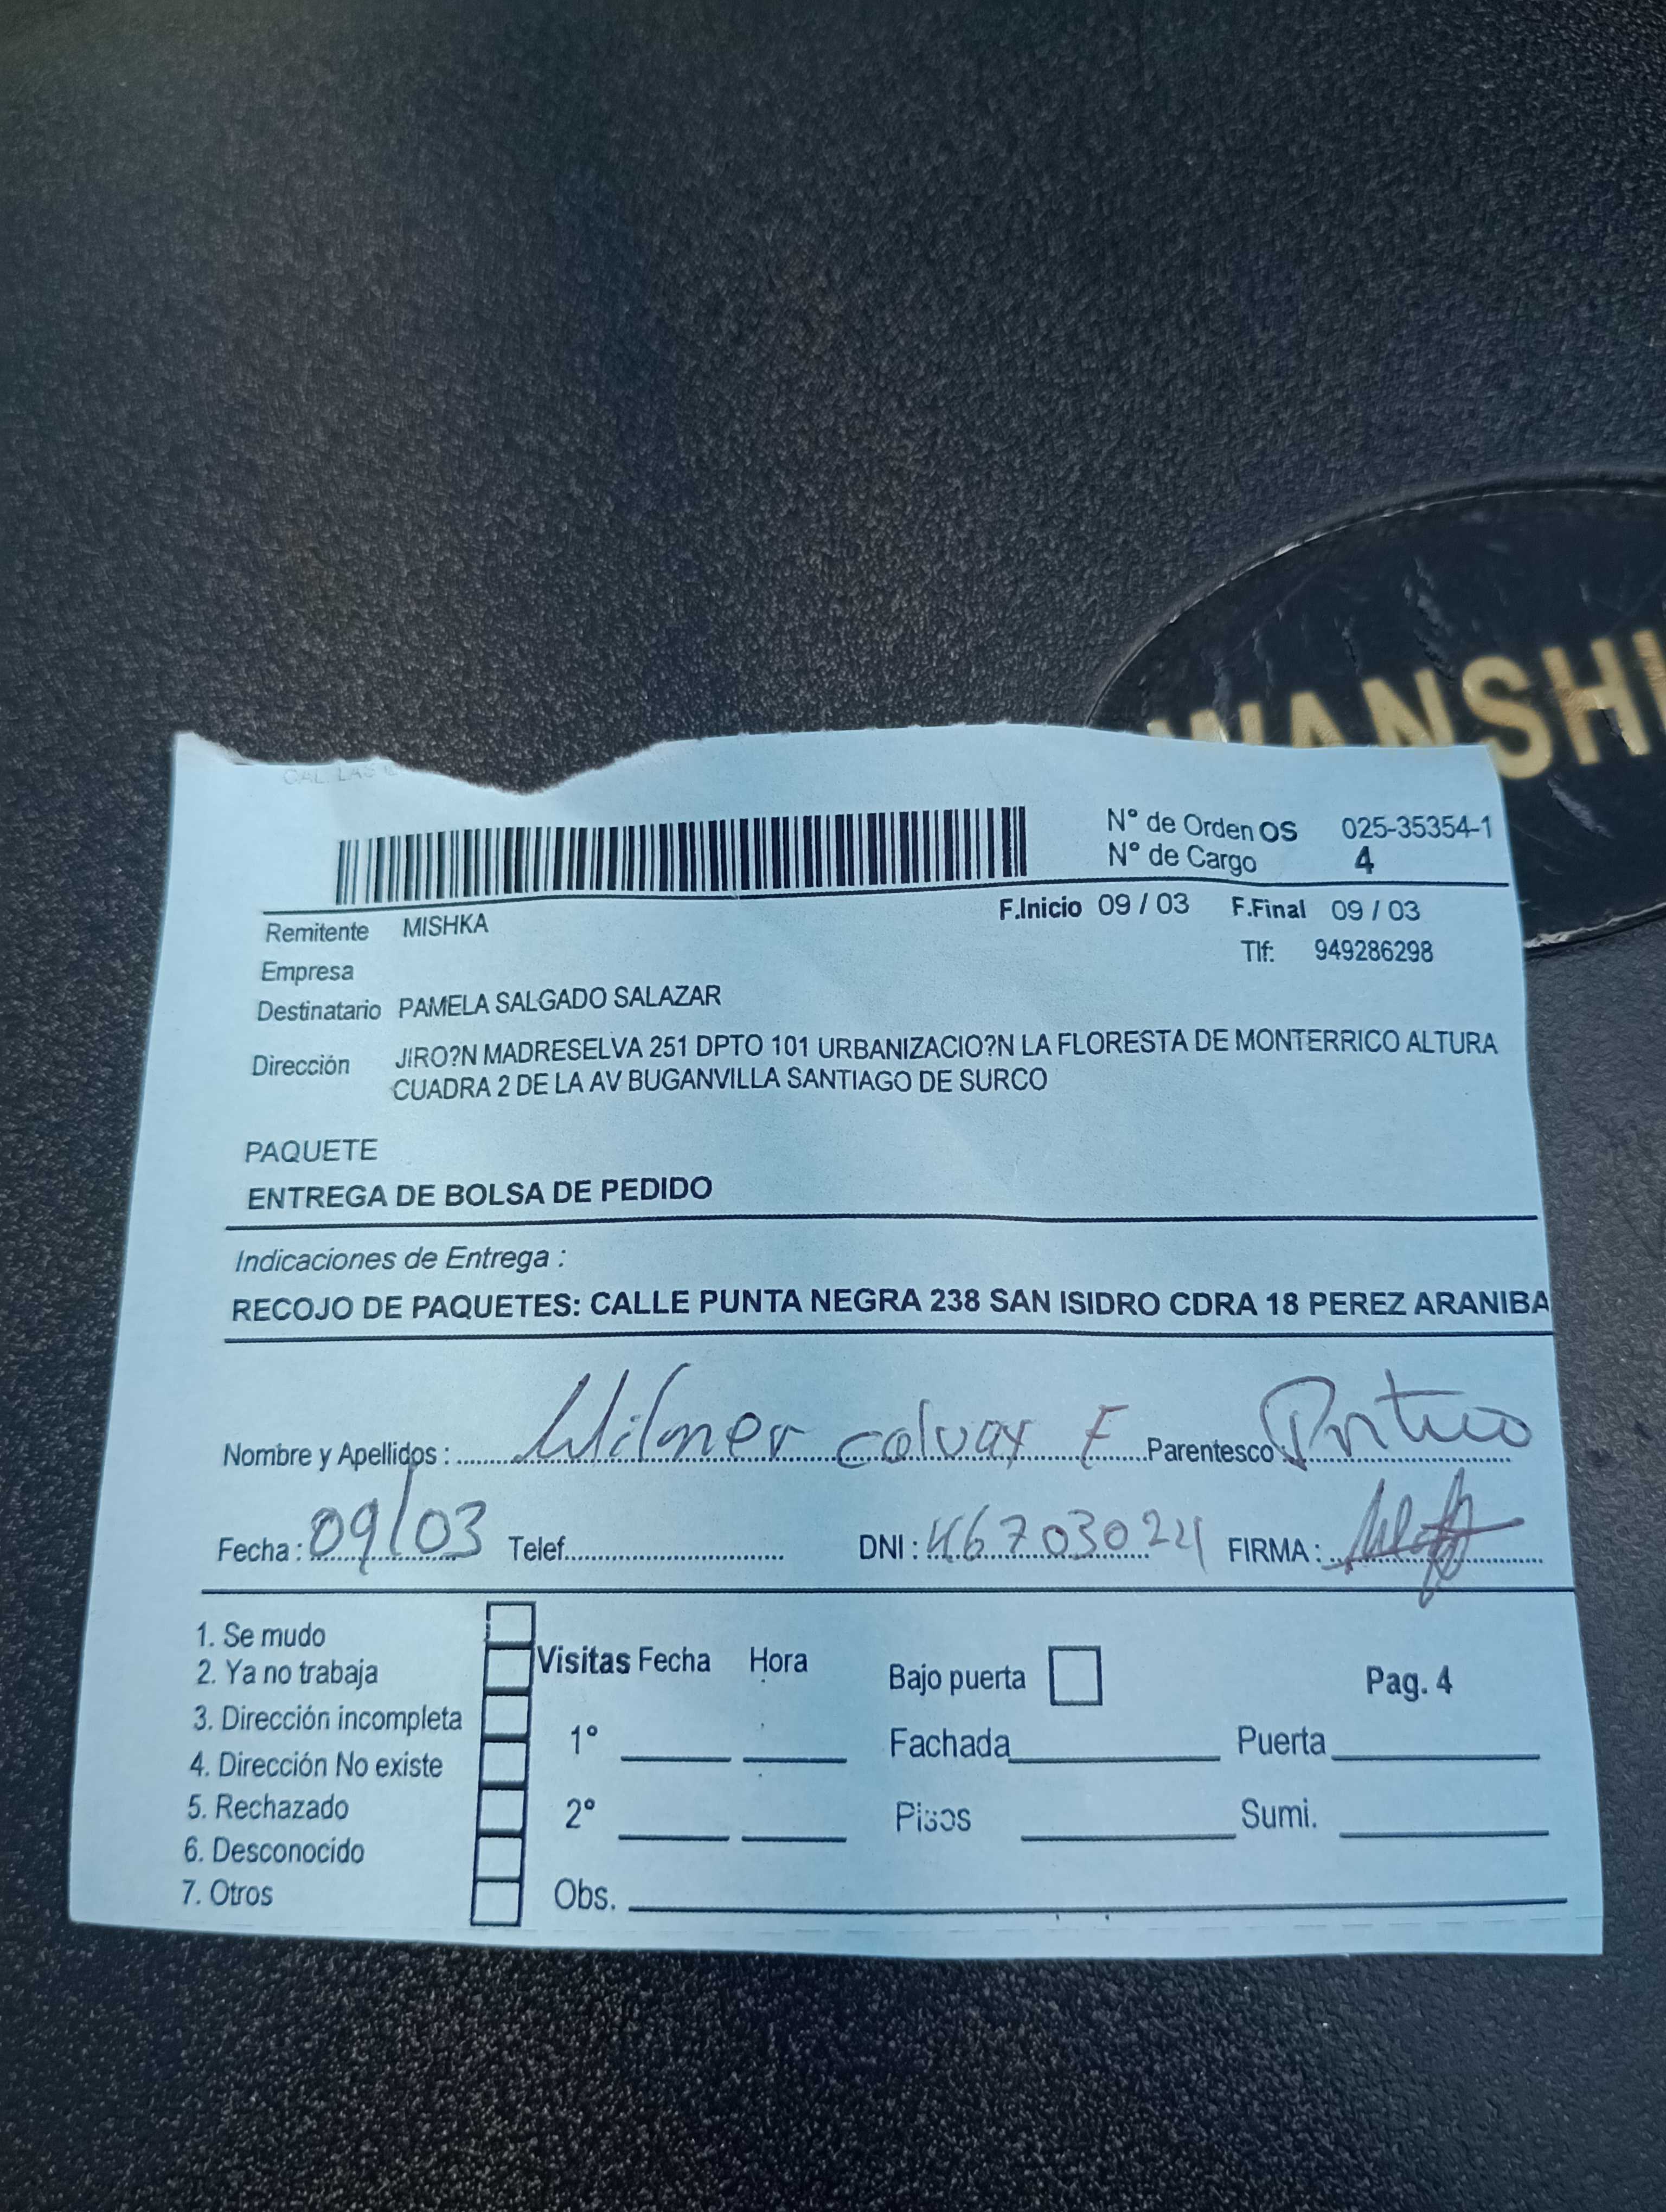 WANSHI
CAL. LAS
N° de Orden OS 025-35354-1
N° de Cargo 4
Remitente MISHKA F.Inicio 09 / 03 F.Final 09 / 03
Empresa Tlf: 949286298
Destinatario PAMELA SALGADO SALAZAR
Dirección JIRO?N MADRESELVA 251 DPTO 101 URBANIZACIO?N LA FLORESTA DE MONTERRICO ALTURA
CUADRA 2 DE LA AV BUGANVILLA SANTIAGO DE SURCO
PAQUETE
ENTREGA DE BOLSA DE PEDIDO
Indicaciones de Entrega :
RECOJO DE PAQUETES: CALLE PUNTA NEGRA 238 SAN ISIDRO CDRA 18 PEREZ ARANIBA
Nombre y Apellidos : Wilmer E Parentesco
Fecha : 09/03 Telef. DNI : 46703024 FIRMA :
1. Se mudo
2. Ya no trabaja
3. Dirección incompleta
4. Dirección No existe
5. Rechazado
6. Desconocido
7. Otros
Visitas Fecha Hora
1°
2°
Obs.
Bajo puerta Pag. 4
Fachada Puerta
Pisos Sumi.